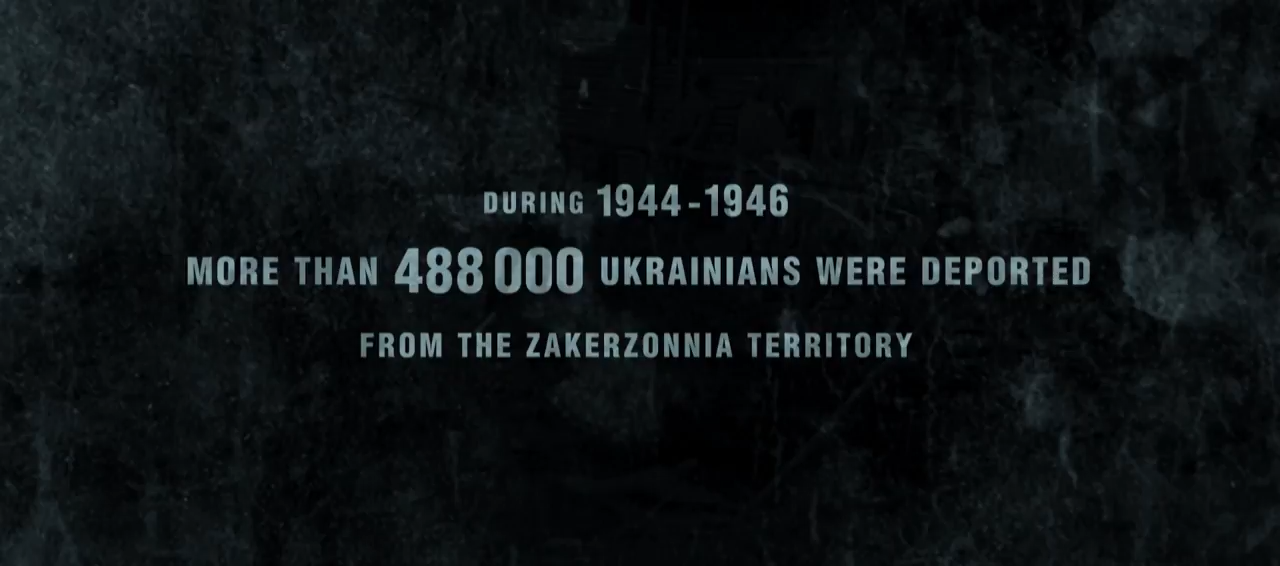 DURING 1944-1946
MORE THAN 488 000 UKRAINIANS WERE DEPORTED
FROM THE ZAKERZONNIA TERRITORY